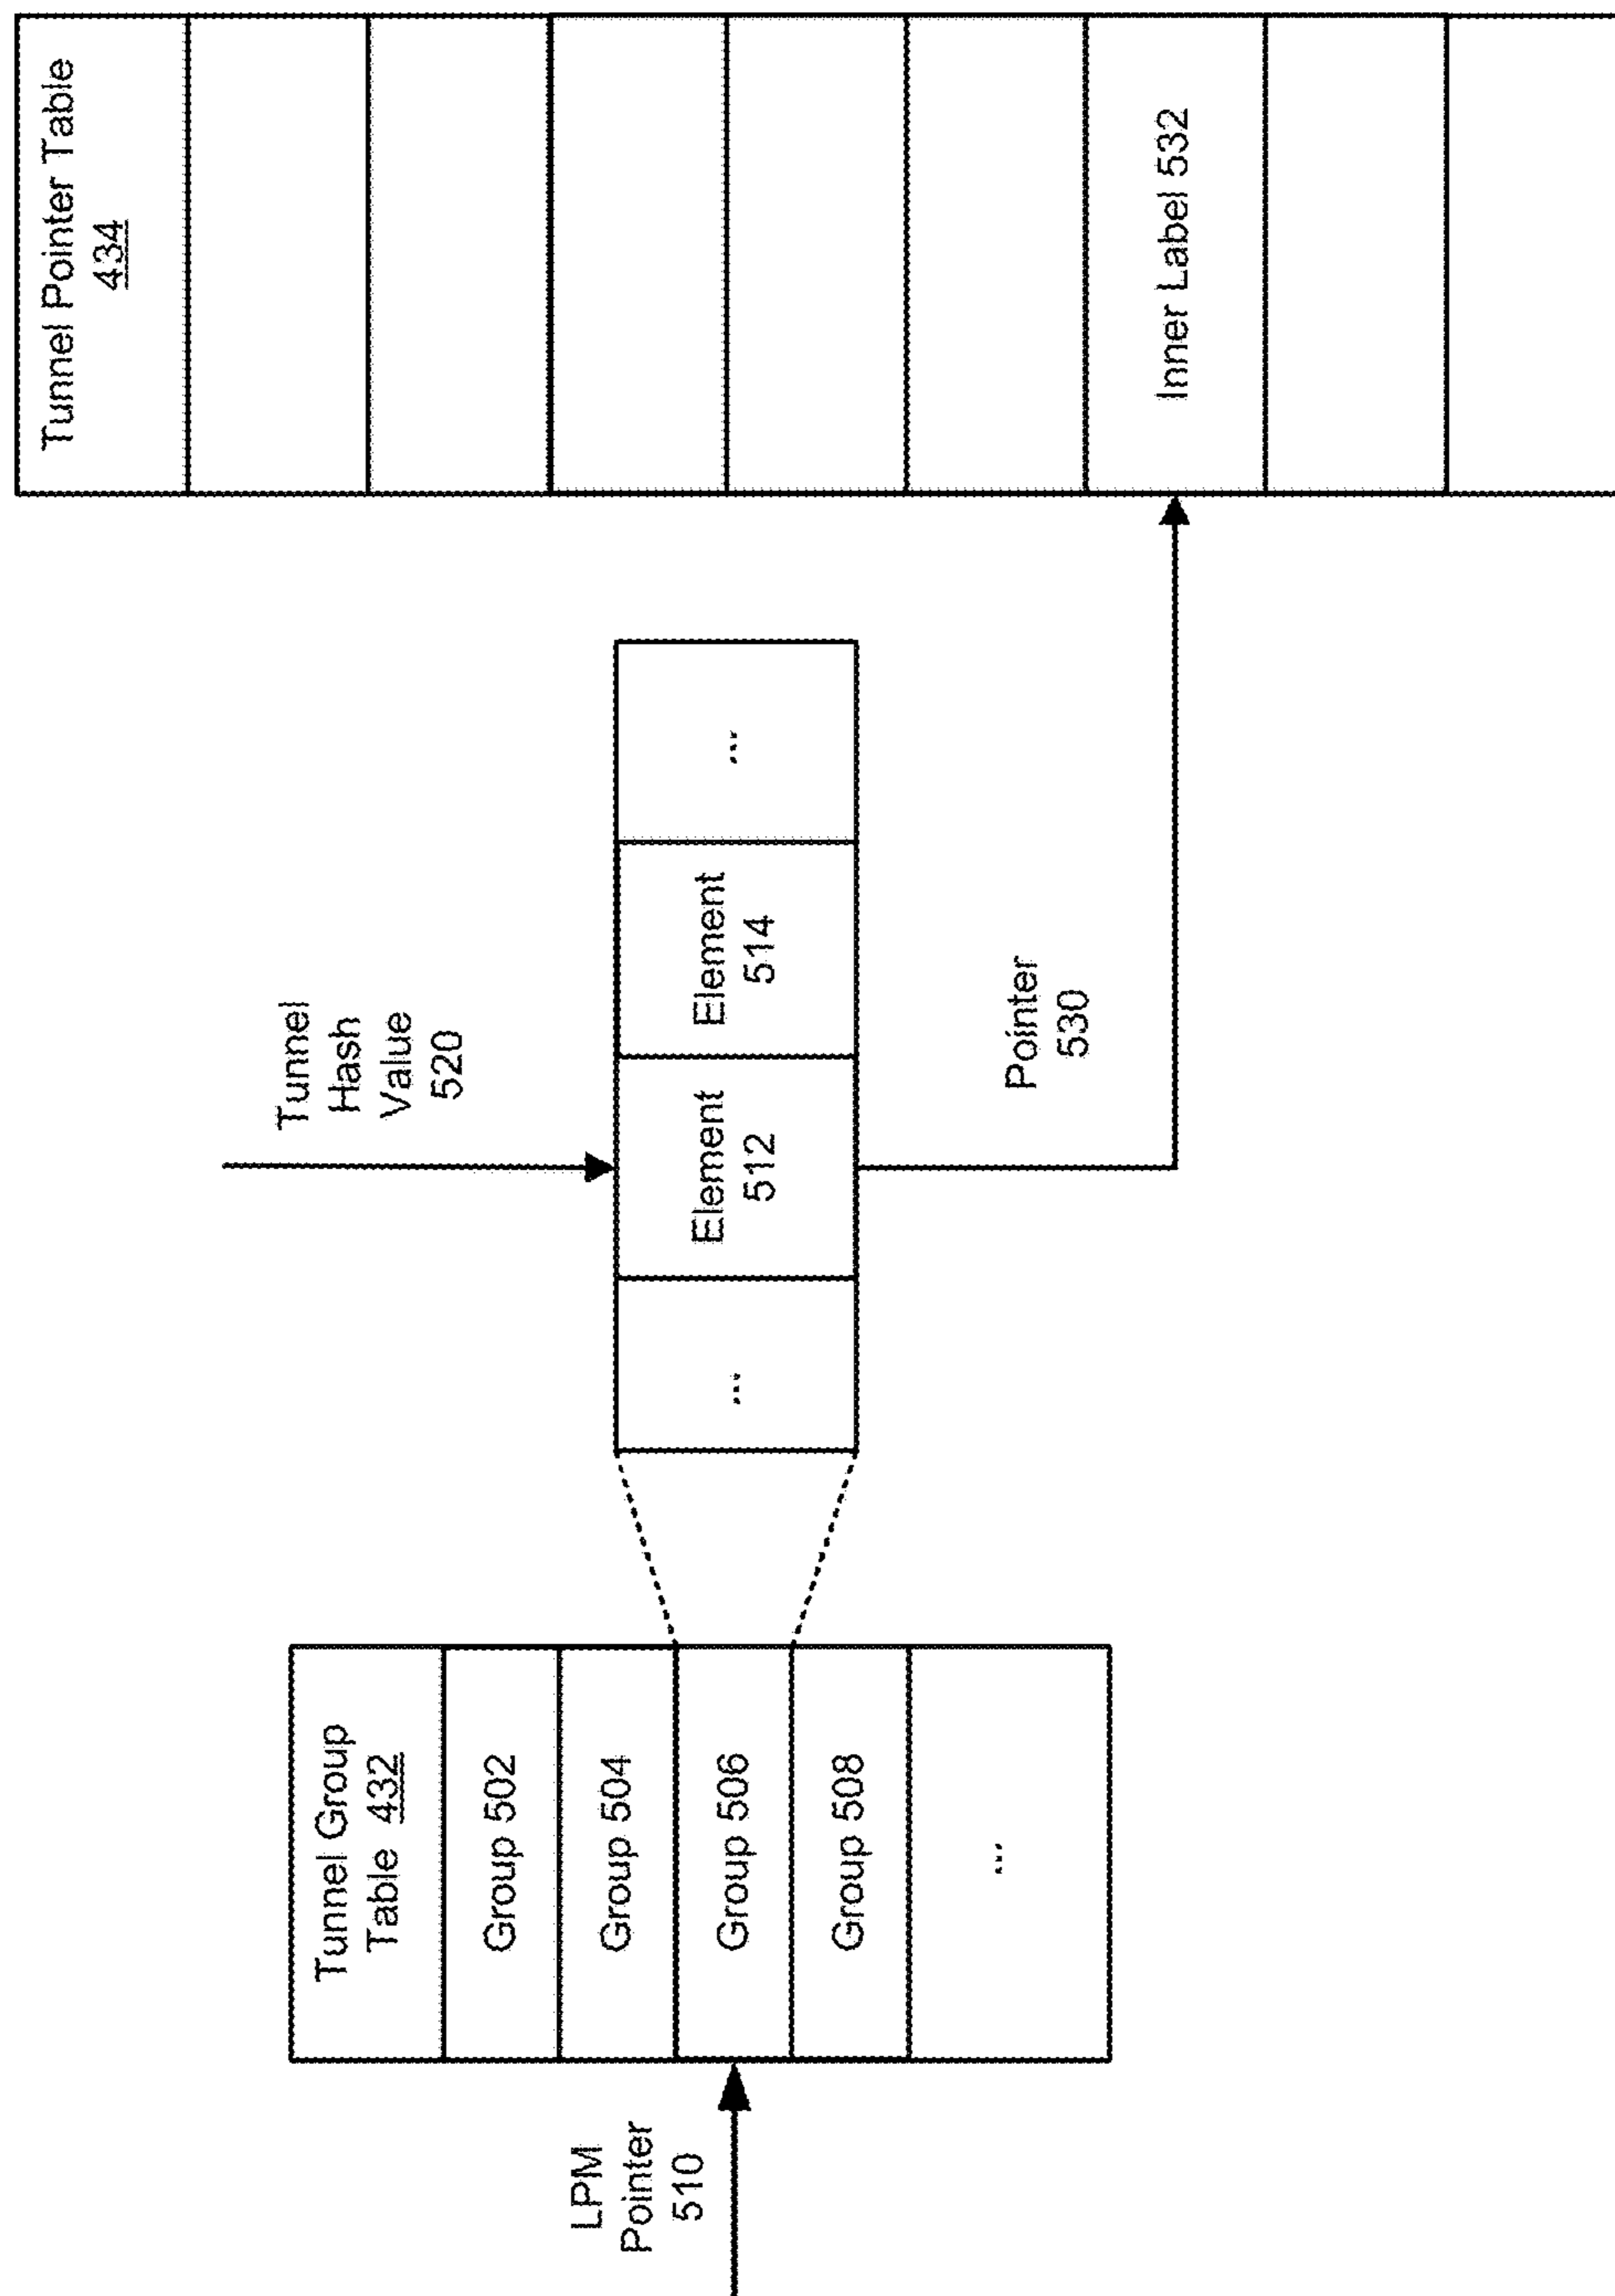 LPM
Pointer
510
Tunnel Group
Table 432
Group 502
Group 504
Group 506
Group 508
...
Tunnel
Hash
Value
520
...
Element
512
Element
514
...
Pointer
530
Tunnel Pointer Table
434
Inner Label 532